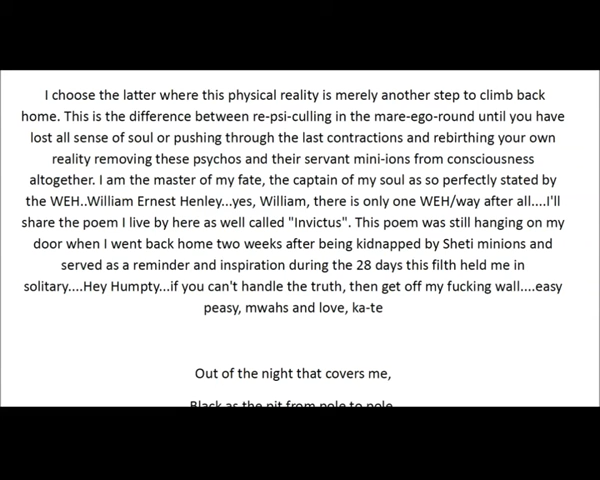 I choose the latter where this physical reality is merely another step to climb back
home. This is the difference between re-psi-culling in the mare-ego-round until you have
lost all sense of soul or pushing through the last contractions and rebirthing your own
reality removing these psychos and their servant mini-ions from consciousness
altogether. I am the master of my fate, the captain of my soul as so perfectly stated by
the WEH..William Ernest Henley...yes, William, there is only one WEH/way after all....I'll
share the poem I live by here as well called "Invictus". This poem was still hanging on my
door when I went back home two weeks after being kidnapped by Sheti minions and
served as a reminder and inspiration during the 28 days this filth held me in
solitary....Hey Humpty...if you can't handle the truth, then get off my fucking wall....easy
peasy, mwahs and love, ka-te
Out of the night that covers me,
Black as the pit from pole to pole